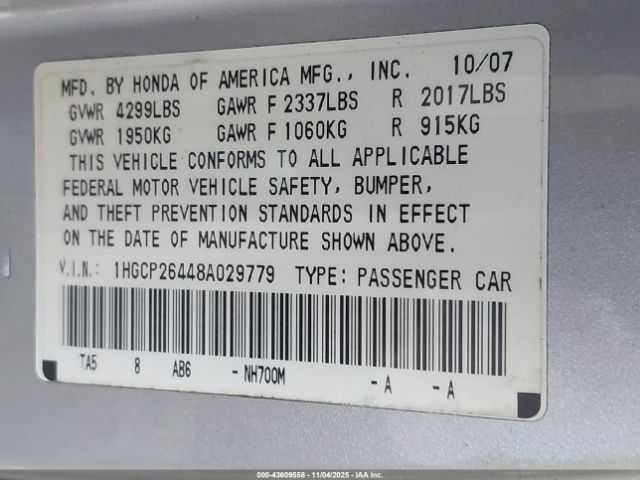 MFD. BY HONDA OF AMERICA MFG., INC. 10/07
GVWR 4299LBS GAWR F 2337LBS R 2017LBS
GVWR 1950KG GAWR F 1060KG R 915KG
THIS VEHICLE CONFORMS TO ALL APPLICABLE
FEDERAL MOTOR VEHICLE SAFETY, BUMPER,
AND THEFT PREVENTION STANDARDS IN EFFECT
ON THE DATE OF MANUFACTURE SHOWN ABOVE.
V.I.N.: 1HGCP26448A029779 TYPE: PASSENGER CAR
TA5 8 AB6 - NH700M - A - A
000-43609558 - 11/04/2025 - IAA Inc.